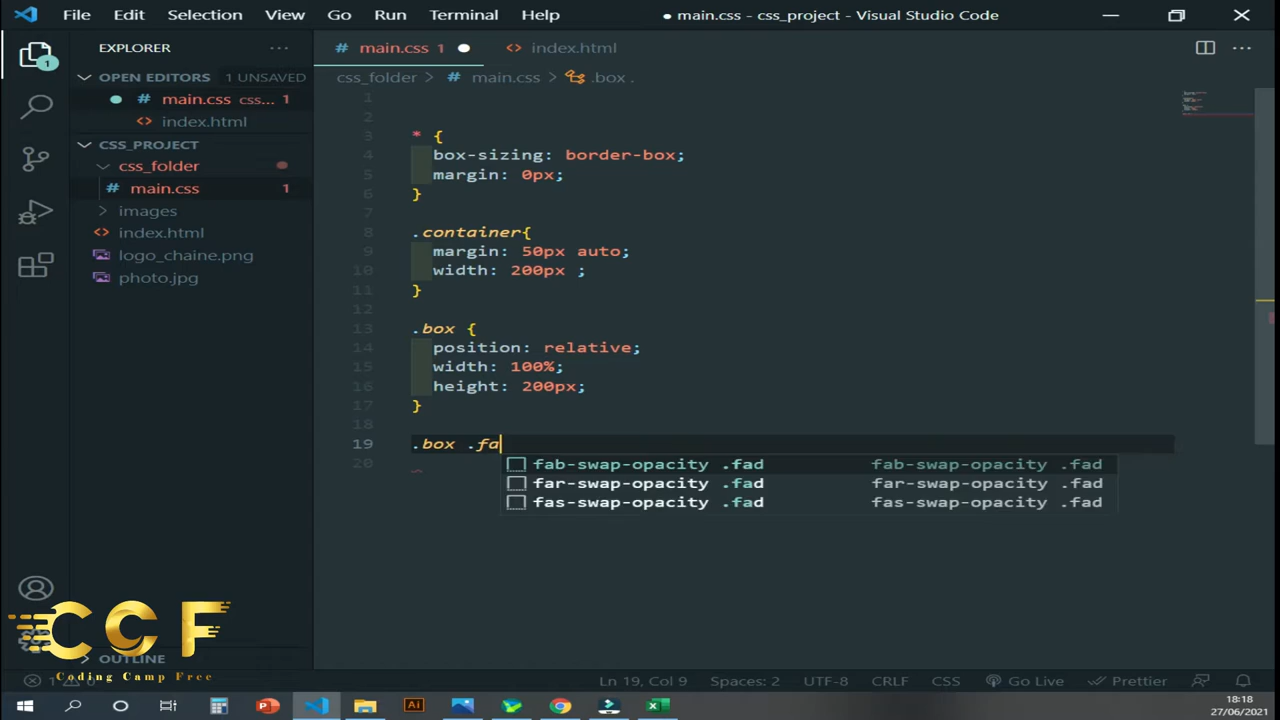 File Edit Selection View Go Run Terminal Help ● main.css - css_project - Visual Studio Code
EXPLORER ···
# main.css 1 ●
<> index.html
···
OPEN EDITORS 1 UNSAVED
● # main.css css... 1
<> index.html
CSS_PROJECT
css_folder
# main.css 1
images
<> index.html
logo_chaine.png
photo.jpg
OUTLINE
1
css_folder > # main.css > .box .
1
2
3 * {
4 box-sizing: border-box;
5 margin: 0px;
6 }
7
8 .container{
9 margin: 50px auto;
10 width: 200px ;
11 }
12
13 .box {
14 position: relative;
15 width: 100%;
16 height: 200px;
17 }
18
19 .box .fa
20
fab-swap-opacity .fad fab-swap-opacity .fad
far-swap-opacity .fad far-swap-opacity .fad
fas-swap-opacity .fad fas-swap-opacity .fad
CCF
Coding Camp Free
1 Ln 19, Col 9 Spaces: 2 UTF-8 CRLF CSS Go Live Prettier
Ai
18:18
27/06/2021